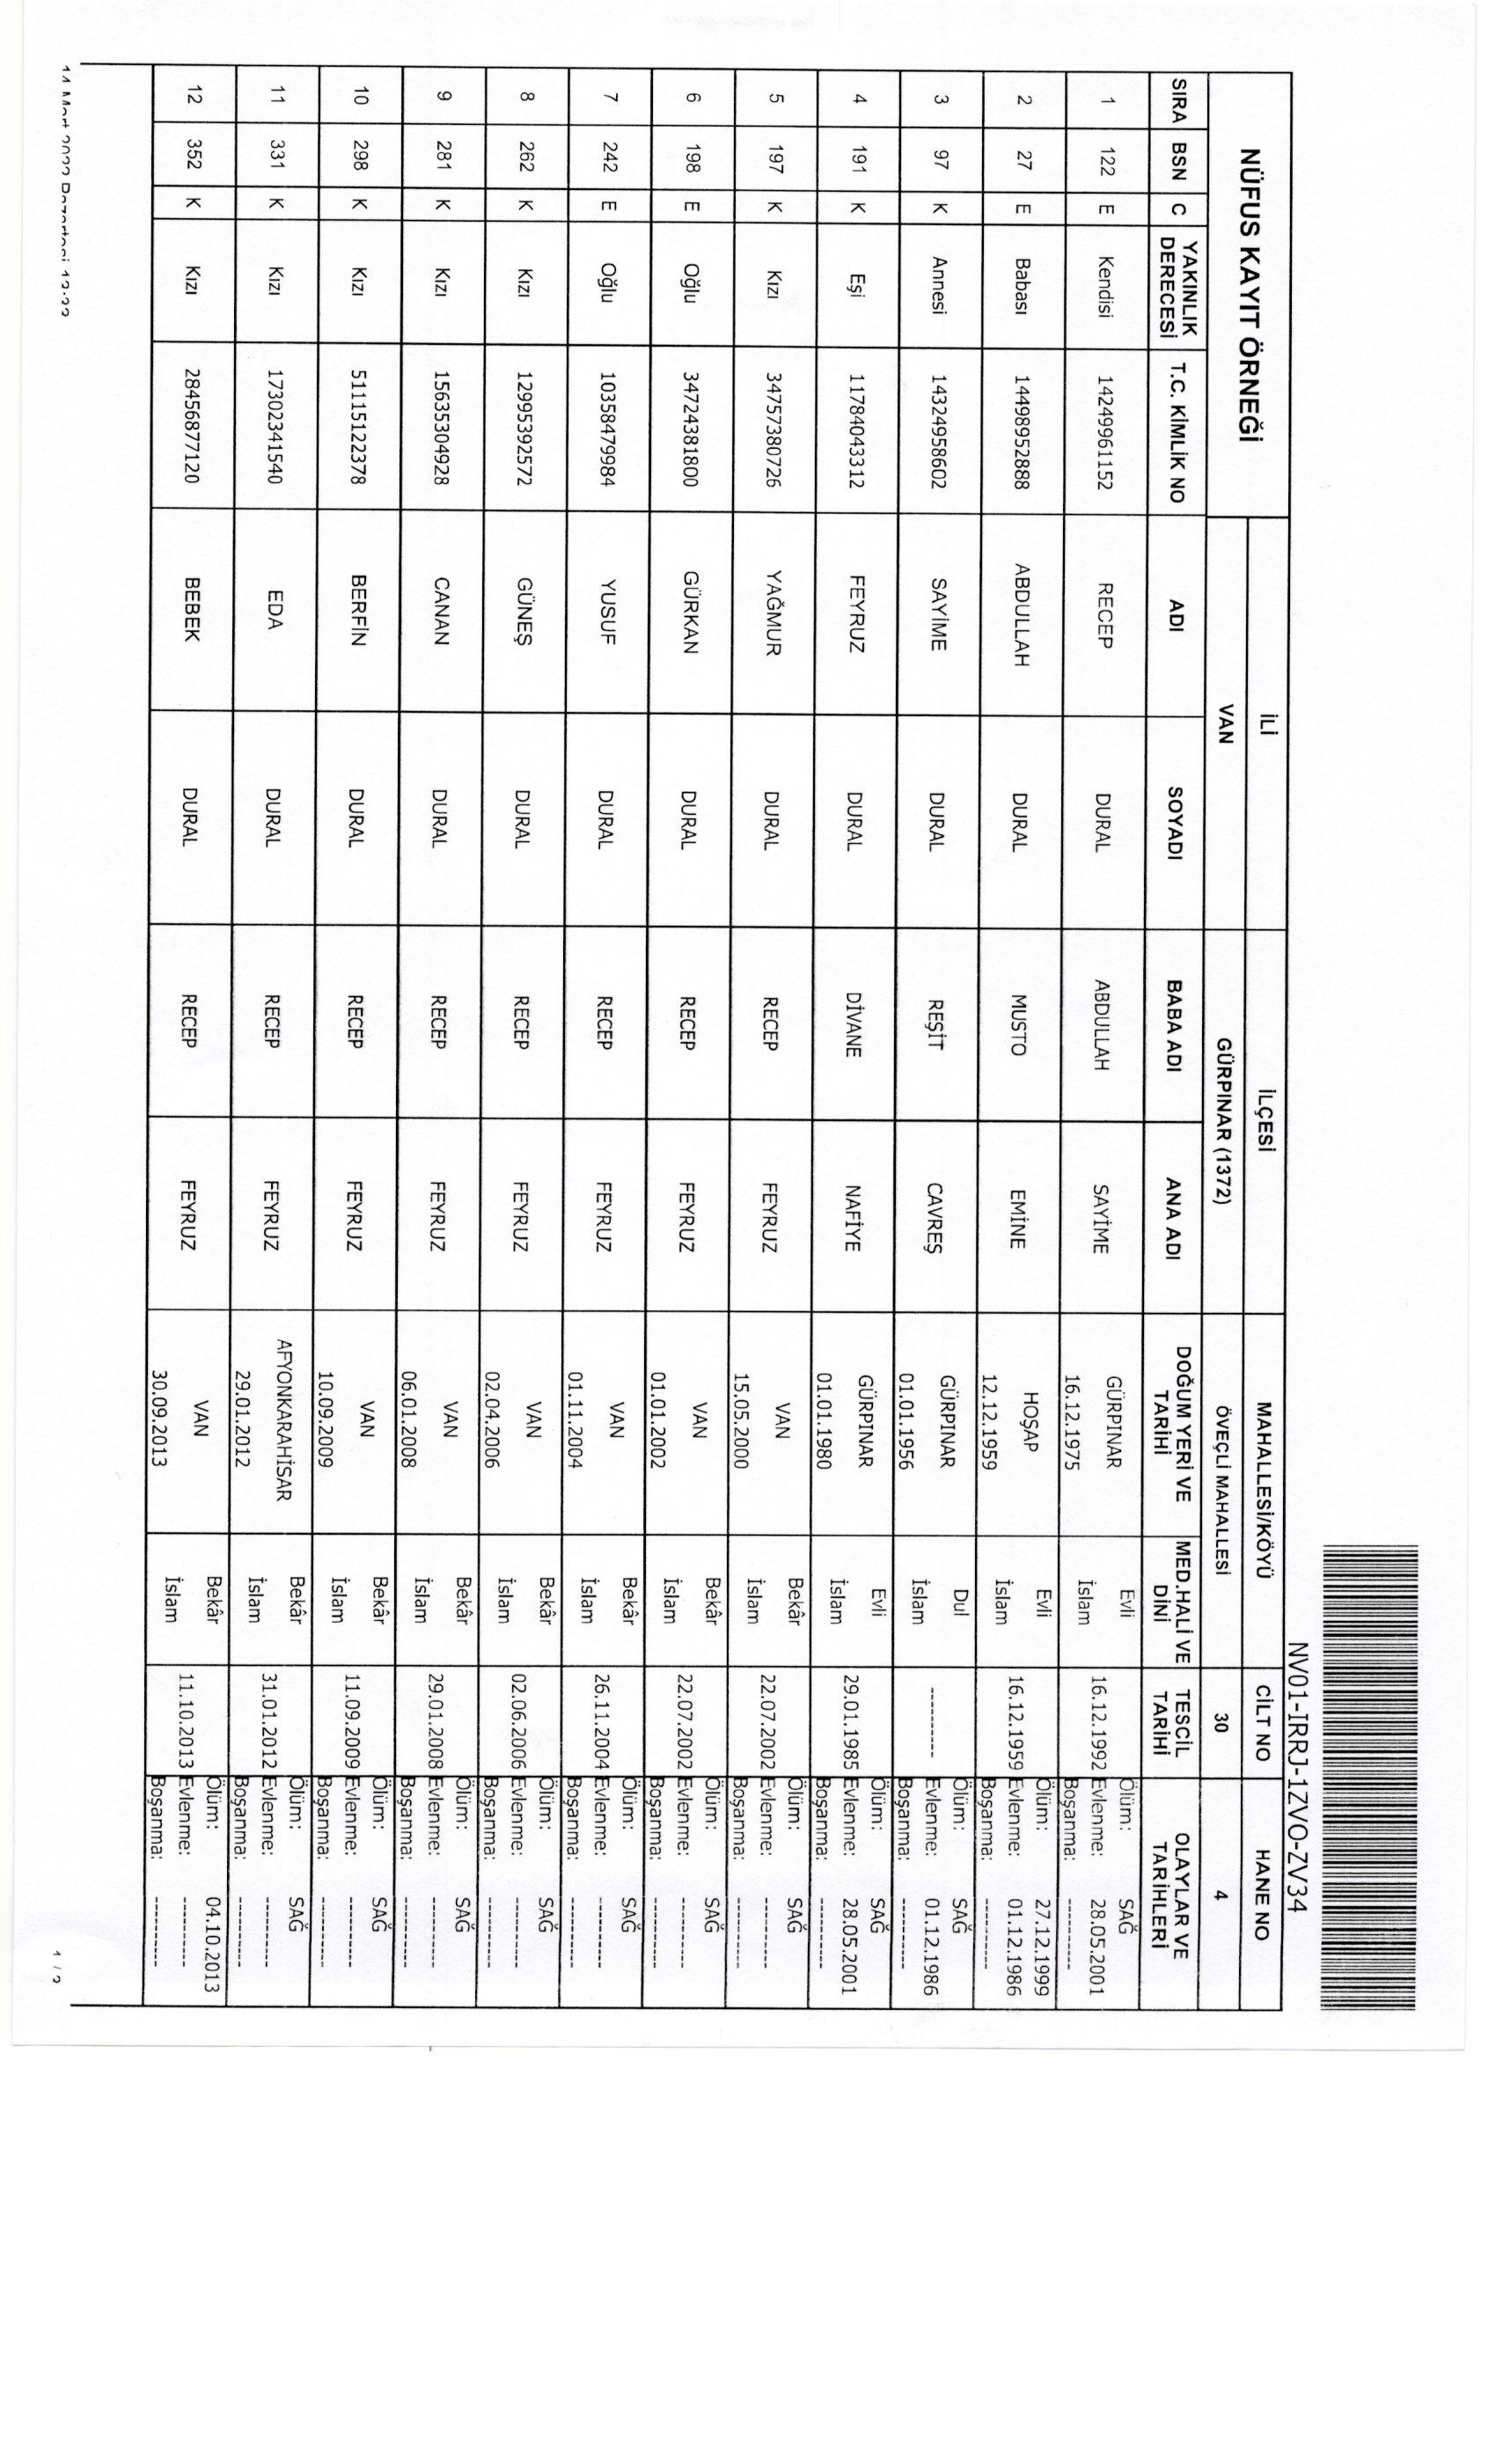 NV01-IRRJ-1ZVO-ZV34
NÜFUS KAYIT ÖRNEĞİ İLİ İLÇESİ MAHALLESİ/KÖYÜ CİLT NO HANE NO
VAN GÜRPINAR (1372) ÖVEÇLİ MAHALLESİ 30 4
SIRA BSN C YAKINLIK DERECESİ T.C. KİMLİK NO ADI SOYADI BABA ADI ANA ADI DOĞUM YERİ VE TARİHİ MED.HALİ VE DİNİ TESCİL TARİHİ OLAYLAR VE TARİHLERİ
1 122 E Kendisi 14249961152 RECEP DURAL ABDULLAH SAYİME GÜRPINAR 16.12.1975 Evli İslam 16.12.1992 Ölüm: SAĞ Evlenme: 28.05.2001 Boşanma: ----------
2 27 E Babası 14498952888 ABDULLAH DURAL MUSTO EMİNE HOŞAP 12.12.1959 Evli İslam 16.12.1959 Ölüm: 27.12.1999 Evlenme: 01.12.1986 Boşanma: ----------
3 97 K Annesi 14324958602 SAYİME DURAL REŞİT CAVREŞ GÜRPINAR 01.01.1956 Dul İslam ---------- Ölüm: SAĞ Evlenme: 01.12.1986 Boşanma: ----------
4 191 K Eşi 11784043312 FEYRUZ DURAL DİVANE NAFİYE GÜRPINAR 01.01.1980 Evli İslam 29.01.1985 Ölüm: SAĞ Evlenme: 28.05.2001 Boşanma: ----------
5 197 K Kızı 34757380726 YAĞMUR DURAL RECEP FEYRUZ VAN 15.05.2000 Bekâr İslam 22.07.2002 Ölüm: SAĞ Evlenme: ---------- Boşanma: ----------
6 198 E Oğlu 34724381800 GÜRKAN DURAL RECEP FEYRUZ VAN 01.01.2002 Bekâr İslam 22.07.2002 Ölüm: SAĞ Evlenme: ---------- Boşanma: ----------
7 242 E Oğlu 10358479984 YUSUF DURAL RECEP FEYRUZ VAN 01.11.2004 Bekâr İslam 26.11.2004 Ölüm: SAĞ Evlenme: ---------- Boşanma: ----------
8 262 K Kızı 12995392572 GÜNEŞ DURAL RECEP FEYRUZ VAN 02.04.2006 Bekâr İslam 02.06.2006 Ölüm: SAĞ Evlenme: ---------- Boşanma: ----------
9 281 K Kızı 15635304928 CANAN DURAL RECEP FEYRUZ VAN 06.01.2008 Bekâr İslam 29.01.2008 Ölüm: SAĞ Evlenme: ---------- Boşanma: ----------
10 298 K Kızı 51115122378 BERFİN DURAL RECEP FEYRUZ VAN 10.09.2009 Bekâr İslam 11.09.2009 Ölüm: SAĞ Evlenme: ---------- Boşanma: ----------
11 331 K Kızı 17302341540 EDA DURAL RECEP FEYRUZ AFYONKARAHİSAR 29.01.2012 Bekâr İslam 31.01.2012 Ölüm: SAĞ Evlenme: ---------- Boşanma: ----------
12 352 K Kızı 28456877120 BEBEK DURAL RECEP FEYRUZ VAN 30.09.2013 Bekâr İslam 11.10.2013 Ölüm: 04.10.2013 Evlenme: ---------- Boşanma: ----------
14 Mart 2022 Pazartesi